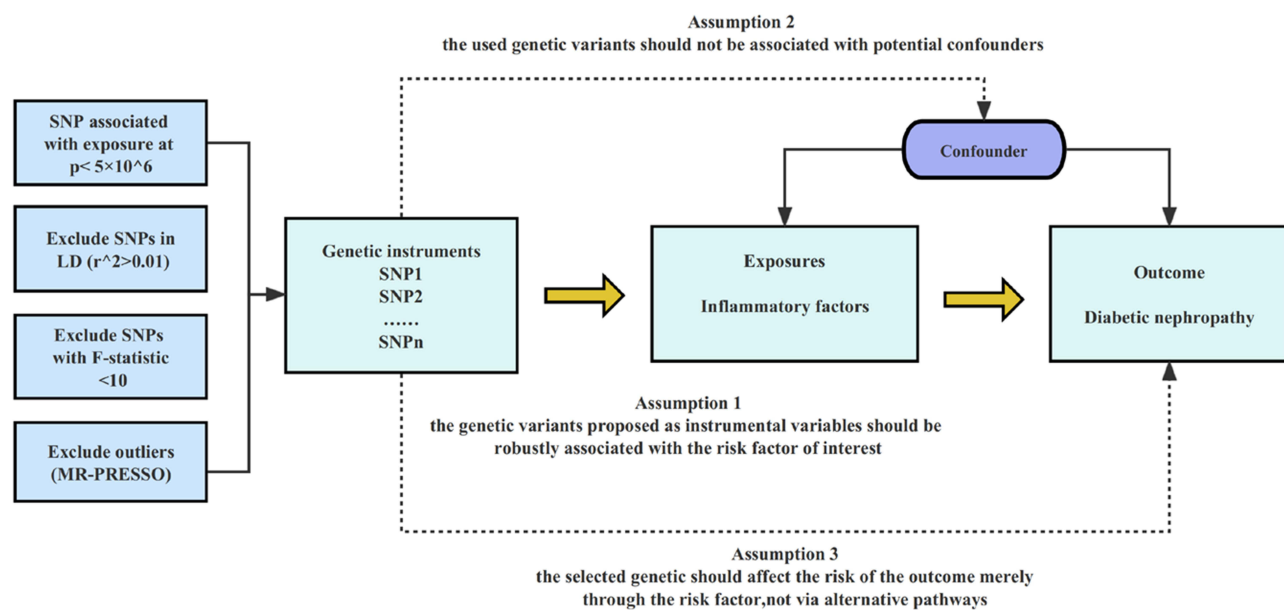 Assumption 2
the used genetic variants should not be associated with potential confounders
SNP associated
with exposure at
p< 5×10^6
Exclude SNPs in
LD (r^2>0.01)
Exclude SNPs
with F-statistic
<10
Exclude outliers
(MR-PRESSO)
Genetic instruments
SNP1
SNP2
......
SNPn
Confounder
Exposures
Inflammatory factors
Outcome
Diabetic nephropathy
Assumption 1
the genetic variants proposed as instrumental variables should be
robustly associated with the risk factor of interest
Assumption 3
the selected genetic should affect the risk of the outcome merely
through the risk factor,not via alternative pathways